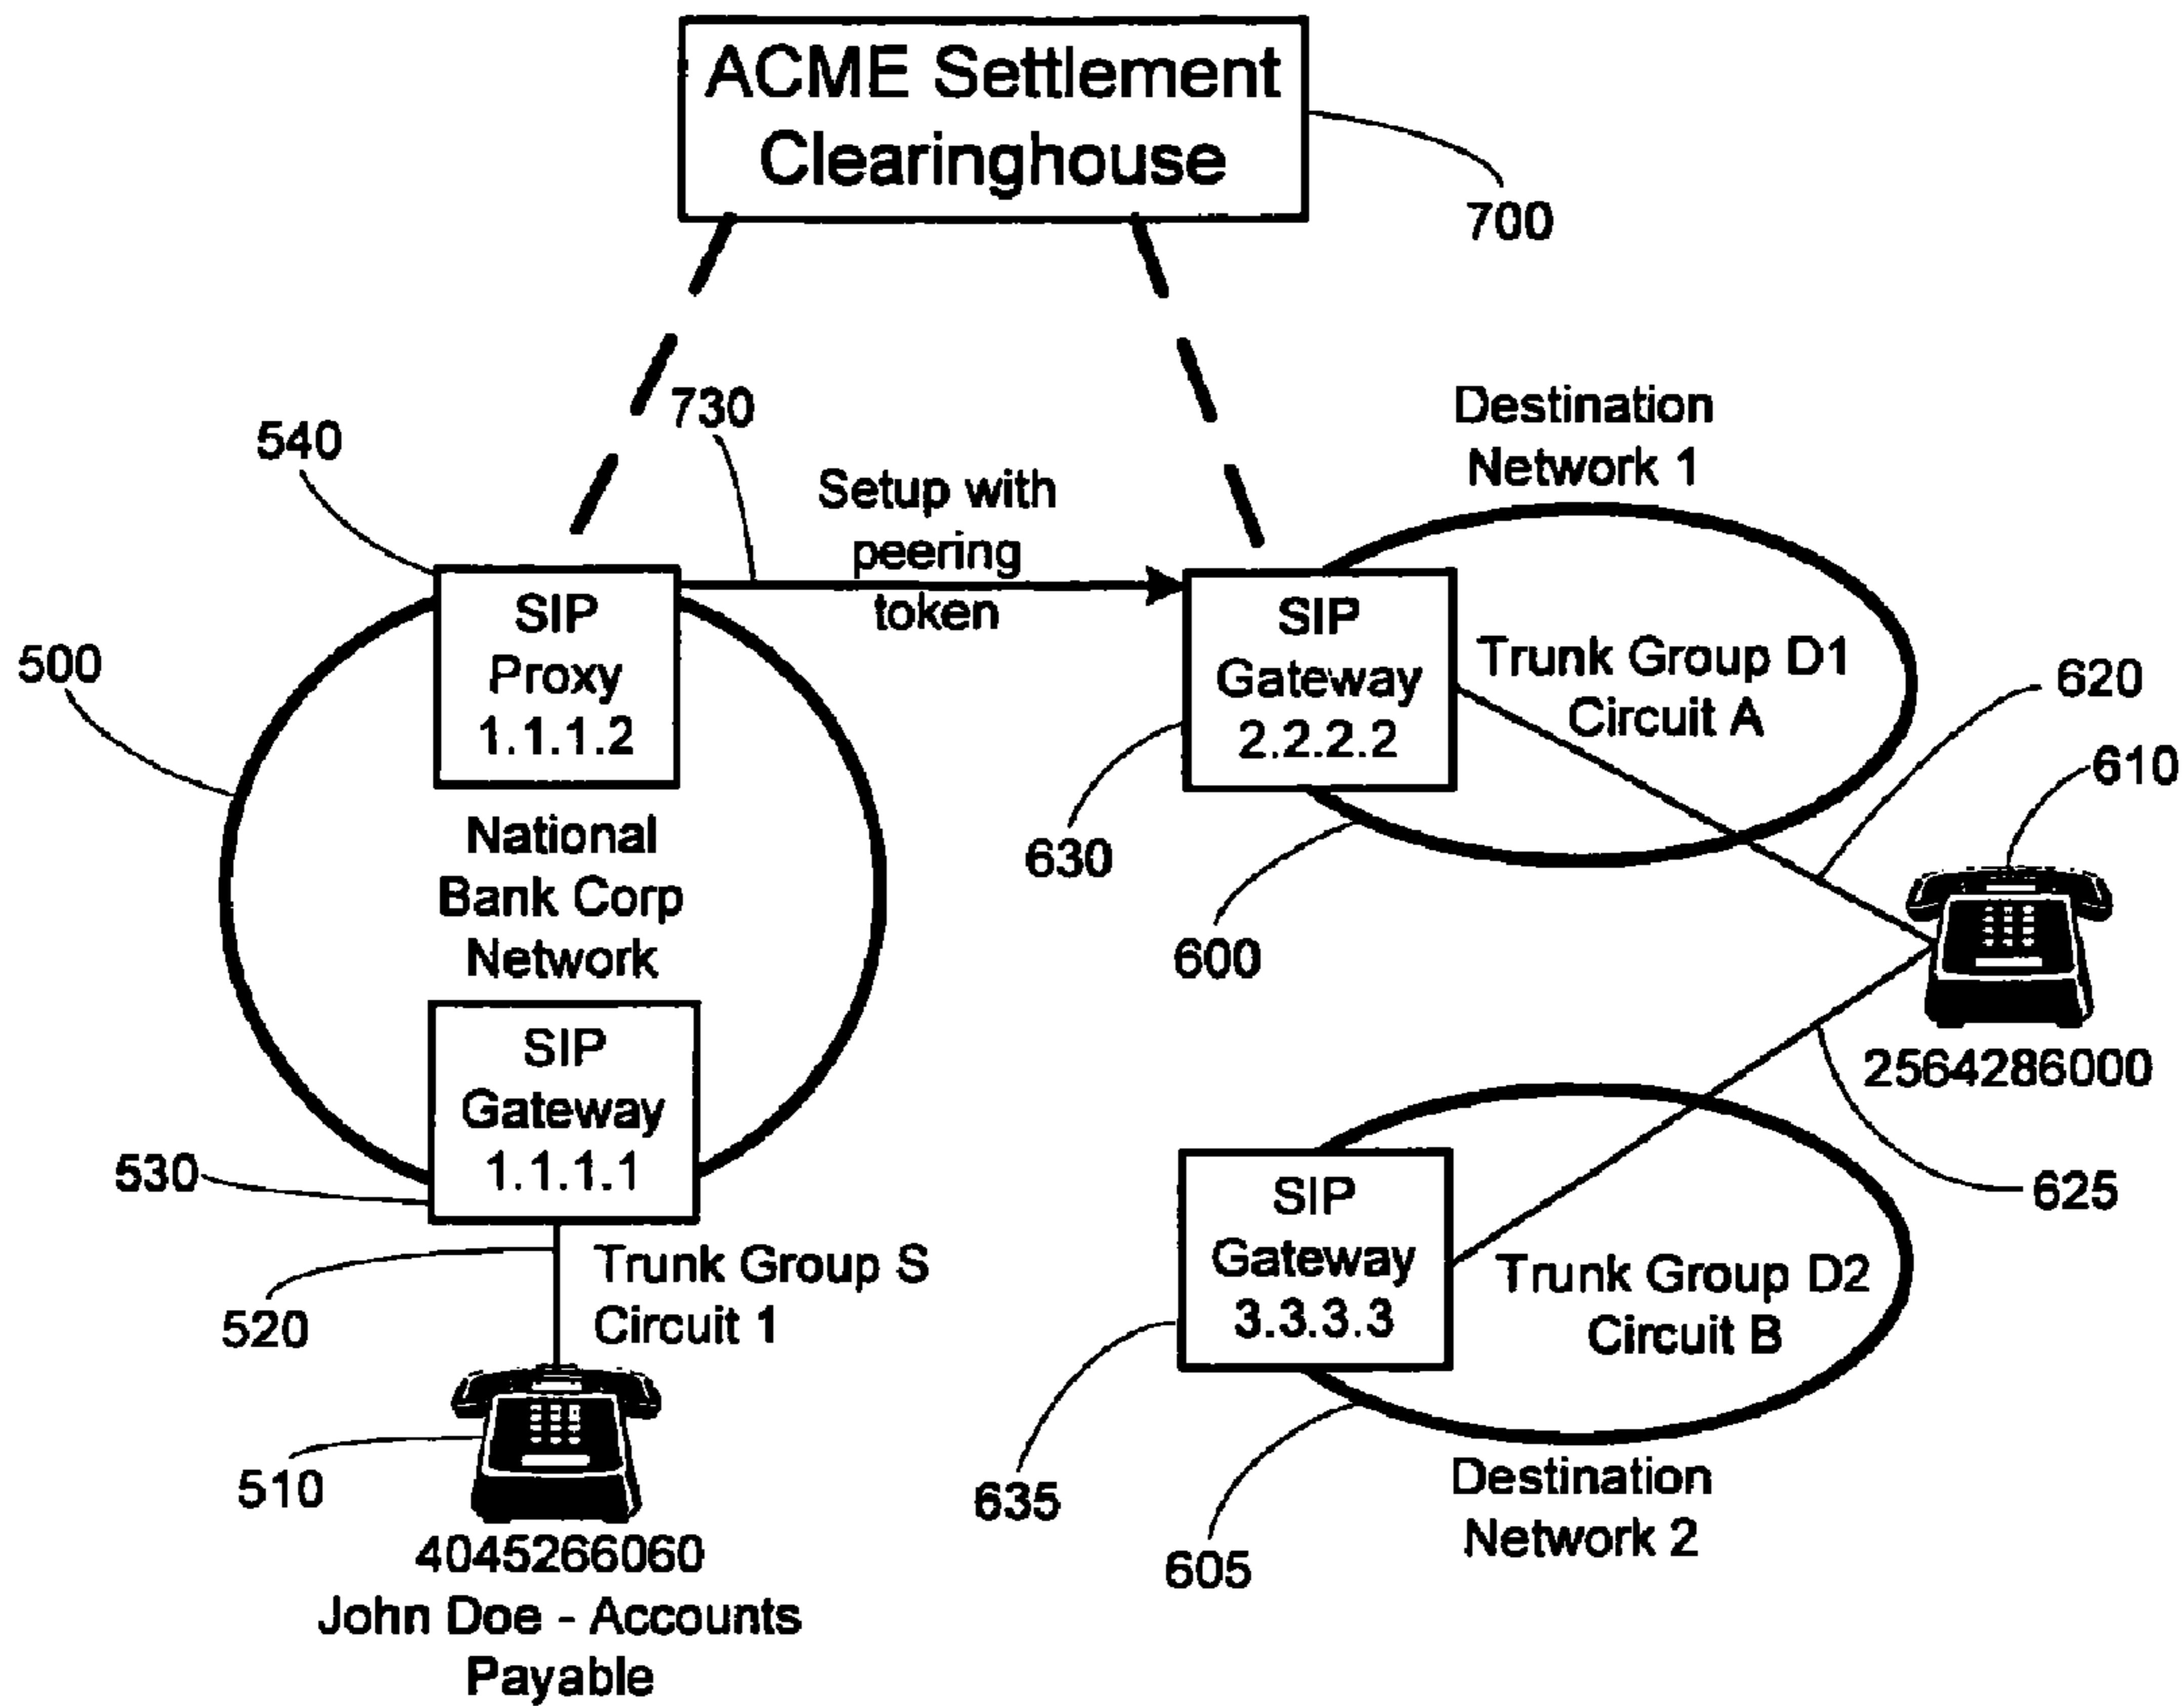 ACME Settlement
Clearinghouse
700
730
540
Setup with
peering
token
Destination
Network 1
500
SIP
Proxy
1.1.1.2
SIP
Gateway
2.2.2.2
Trunk Group D1
Circuit A
620
610
630
600
National
Bank Corp
Network
2564286000
SIP
Gateway
1.1.1.1
530
625
SIP
Gateway
3.3.3.3
Trunk Group D2
Circuit B
Trunk Group S
Circuit 1
520
510
635
605
Destination
Network 2
4045266060
John Doe - Accounts
Payable